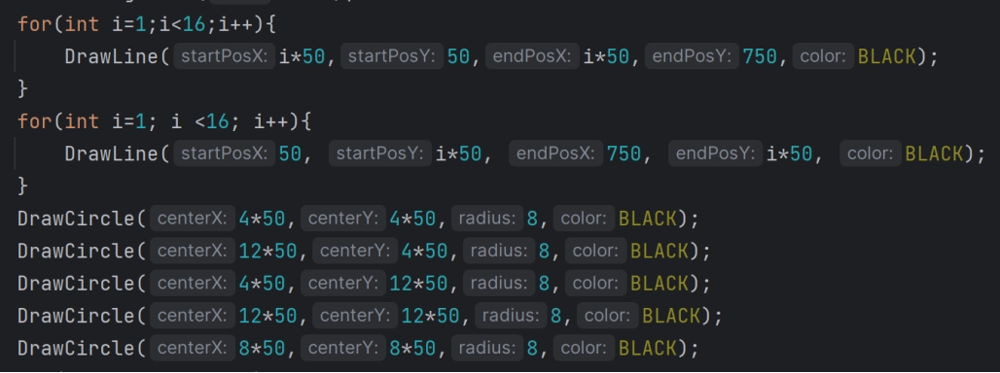 for(int i=1;i<16;i++){
DrawLine( startPosX: i*50, startPosY: 50, endPosX: i*50, endPosY: 750, color: BLACK);
}
for(int i=1; i <16; i++){
DrawLine( startPosX: 50, startPosY: i*50, endPosX: 750, endPosY: i*50, color: BLACK);
}
DrawCircle( centerX: 4*50, centerY: 4*50, radius: 8, color: BLACK);
DrawCircle( centerX: 12*50, centerY: 4*50, radius: 8, color: BLACK);
DrawCircle( centerX: 4*50, centerY: 12*50, radius: 8, color: BLACK);
DrawCircle( centerX: 12*50, centerY: 12*50, radius: 8, color: BLACK);
DrawCircle( centerX: 8*50, centerY: 8*50, radius: 8, color: BLACK);